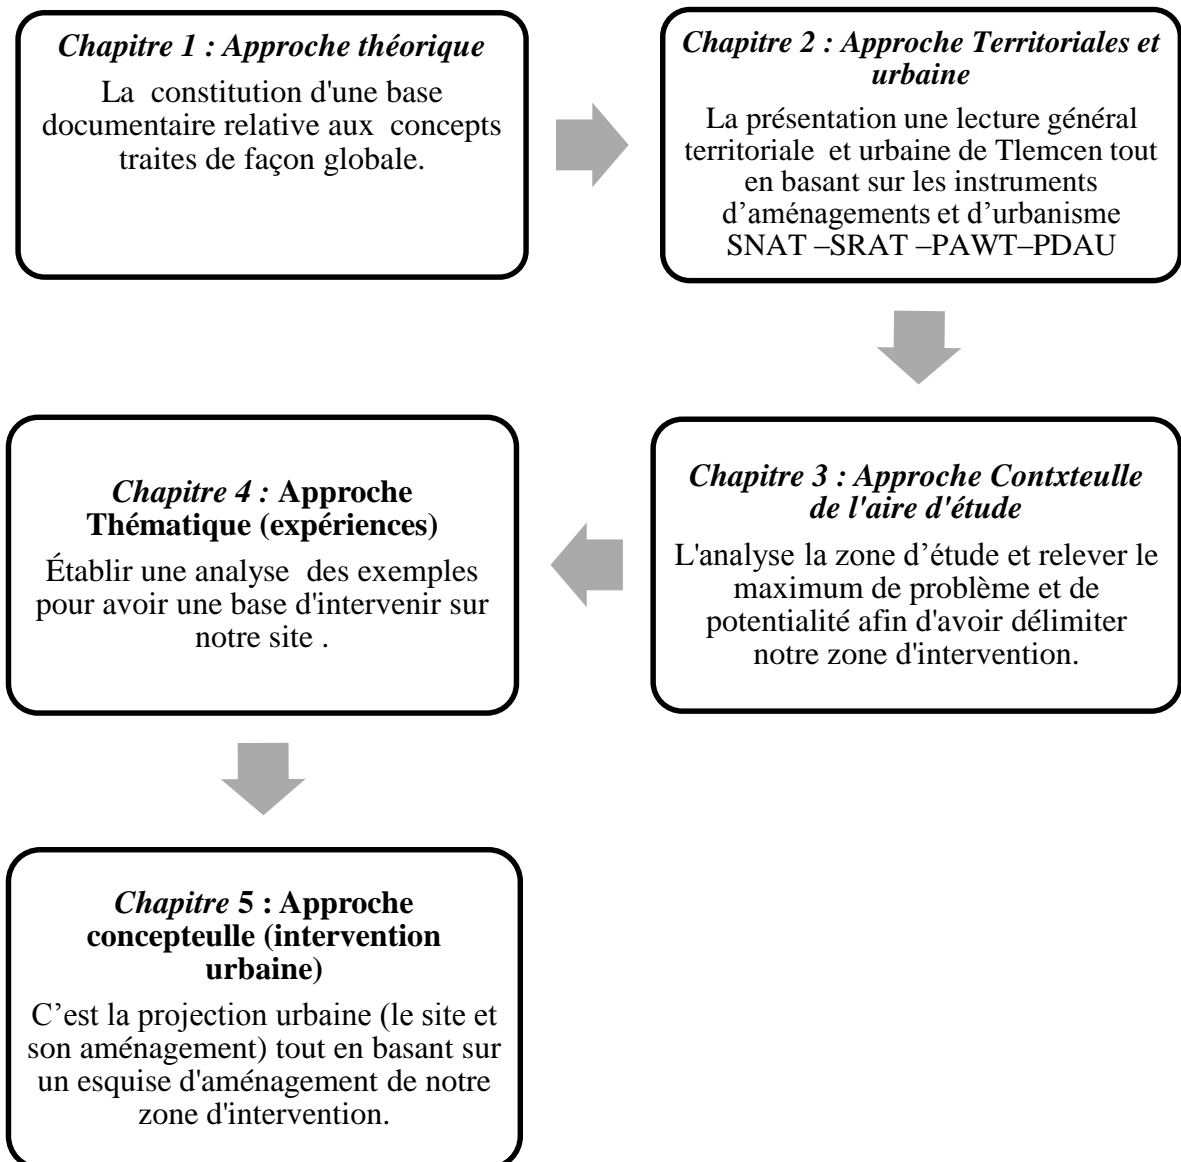 Chapitre 1 : Approche théorique
La constitution d'une base
documentaire relative aux concepts
traites de façon globale.
Chapitre 2 : Approche Territoriales et
urbaine
La présentation une lecture général
territoriale et urbaine de Tlemcen tout
en basant sur les instruments
d’aménagements et d’urbanisme
SNAT –SRAT –PAWT–PDAU
Chapitre 3 : Approche Contxteulle
de l'aire d'étude
L'analyse la zone d’étude et relever le
maximum de problème et de
potentialité afin d'avoir délimiter
notre zone d'intervention.
Chapitre 4 : Approche
Thématique (expériences)
Établir une analyse des exemples
pour avoir une base d'intervenir sur
notre site .
Chapitre 5 : Approche
concepteulle (intervention
urbaine)
C’est la projection urbaine (le site et
son aménagement) tout en basant sur
un esquise d'aménagement de notre
zone d'intervention.